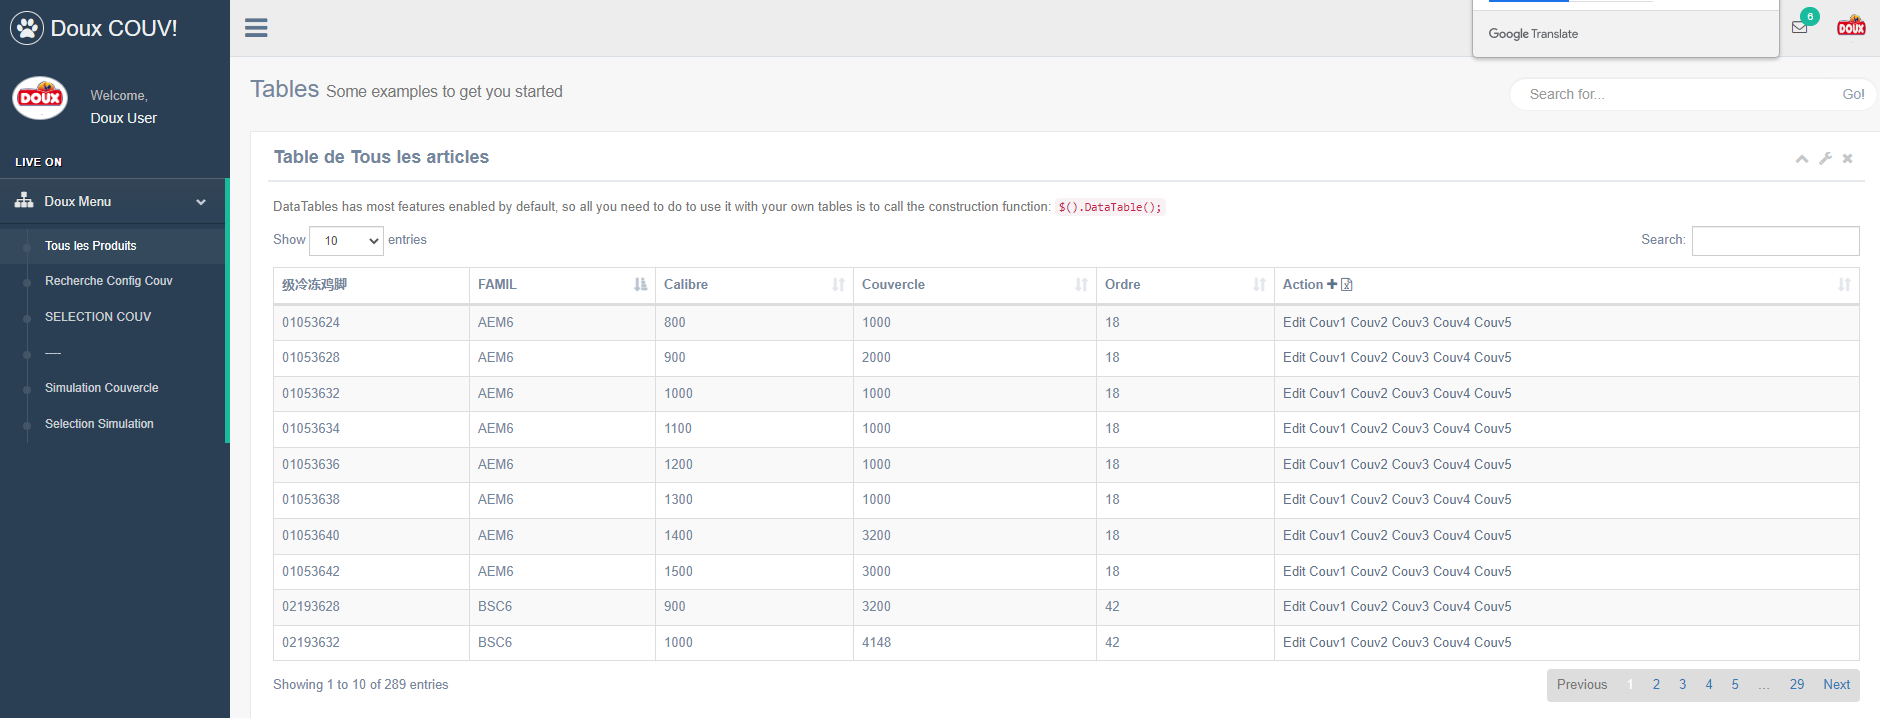 Doux COUV!
DOUX
Welcome,
Doux User
LIVE ON
Doux Menu
Tous les Produits
Recherche Config Couv
SELECTION COUV
----
Simulation Couvercle
Selection Simulation
Google Translate
6
DOUX
Tables Some examples to get you started
Search for... Go!
Table de Tous les articles
DataTables has most features enabled by default, so all you need to do to use it with your own tables is to call the construction function: $().DataTable();
Show 10 entries Search:
级冷冻鸡脚 FAMIL Calibre Couvercle Ordre Action
01053624 AEM6 800 1000 18 Edit Couv1 Couv2 Couv3 Couv4 Couv5
01053628 AEM6 900 2000 18 Edit Couv1 Couv2 Couv3 Couv4 Couv5
01053632 AEM6 1000 1000 18 Edit Couv1 Couv2 Couv3 Couv4 Couv5
01053634 AEM6 1100 1000 18 Edit Couv1 Couv2 Couv3 Couv4 Couv5
01053636 AEM6 1200 1000 18 Edit Couv1 Couv2 Couv3 Couv4 Couv5
01053638 AEM6 1300 1000 18 Edit Couv1 Couv2 Couv3 Couv4 Couv5
01053640 AEM6 1400 3200 18 Edit Couv1 Couv2 Couv3 Couv4 Couv5
01053642 AEM6 1500 3000 18 Edit Couv1 Couv2 Couv3 Couv4 Couv5
02193628 BSC6 900 3200 42 Edit Couv1 Couv2 Couv3 Couv4 Couv5
02193632 BSC6 1000 4148 42 Edit Couv1 Couv2 Couv3 Couv4 Couv5
Showing 1 to 10 of 289 entries Previous 1 2 3 4 5 ... 29 Next